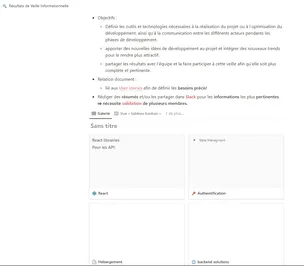 Résultats de Veille Informationnelle
• Objectifs :
◦ Définir les outils et technologies nécessaires à la réalisation du projet ou à l'optimisation du
développement, ainsi qu'à la communication entre les différents acteurs pendants les
phases de développement.
◦ apporter des nouvelles idées de développement au projet et intégrer des nouveaux trends
pour le rendre plus attractif.
◦ partager les resultats avec l'équipe et la faire participer à cette veille afin qu'elle soit plus
complète et pertinente.
• Relation document :
◦ lié aux User stories afin de définir les besoins précis!
• Rédiger des résumés et/ou les partager dans Slack pour les informations les plus pertinentes.
⇒ nécessite validation de plusieurs membres.
Galerie
Vue « tableau kanban »
Sans titre
React librairies
Pour les API
React
Authentification
Hébergement
backend solutions